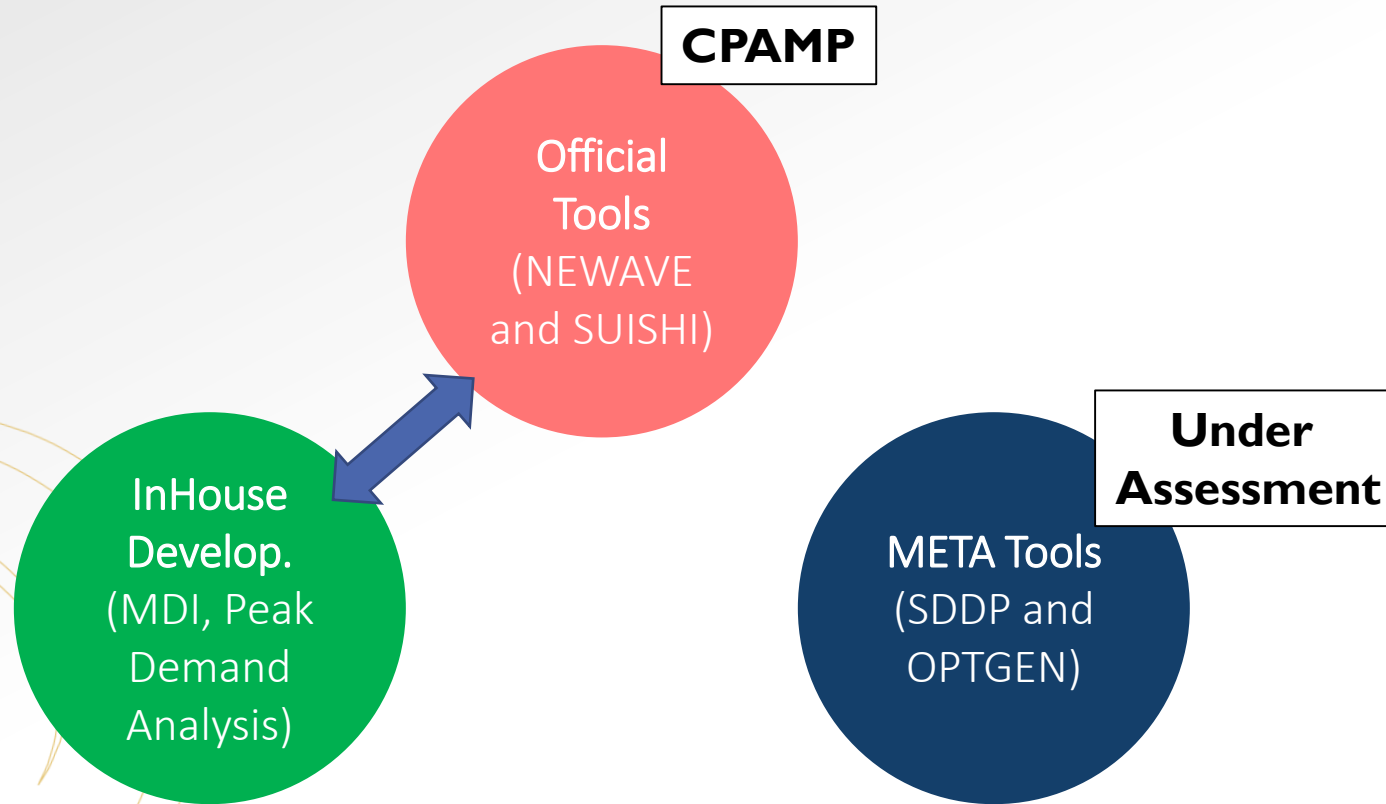 CPAMP
Official
Tools
(NEWAVE
and SUISHI)
InHouse
Develop.
(MDI, Peak
Demand
Analysis)
Under
Assessment
META Tools
(SDDP and
OPTGEN)